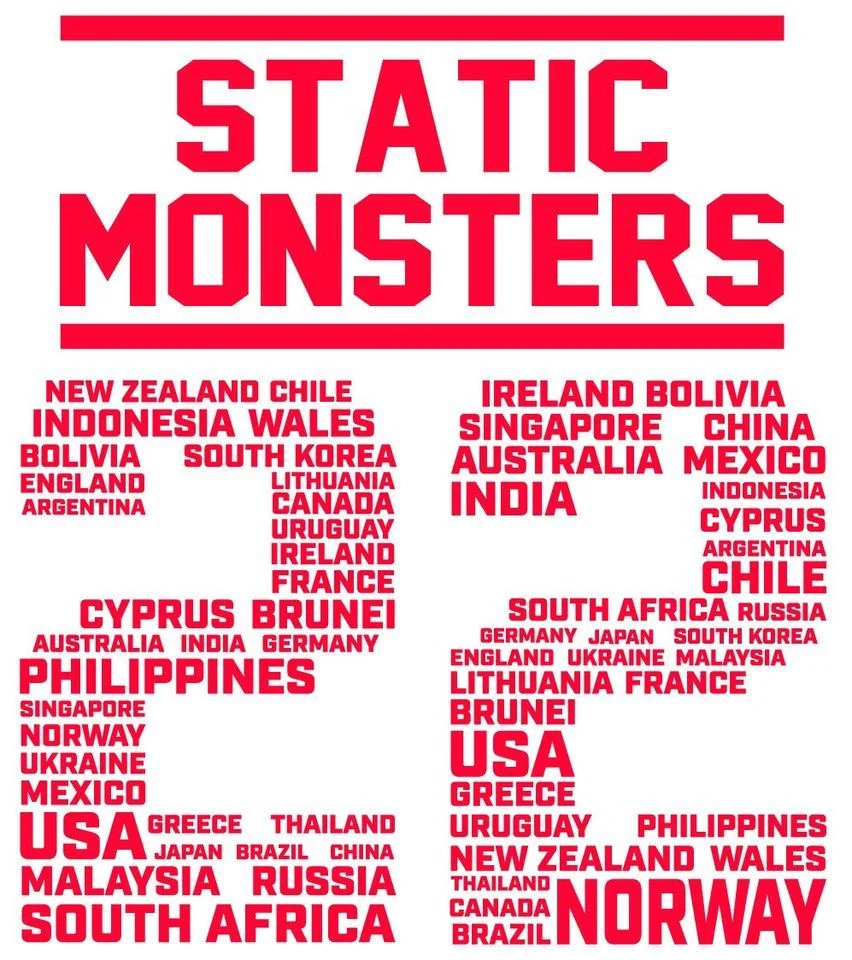 STATIC
MONSTERS
NEW ZEALAND CHILE
INDONESIA WALES
BOLIVIA SOUTH KOREA
ENGLAND LITHUANIA
ARGENTINA CANADA
URUGUAY
IRELAND
FRANCE
CYPRUS BRUNEI
AUSTRALIA INDIA GERMANY
PHILIPPINES
SINGAPORE
NORWAY
UKRAINE
MEXICO
USA GREECE THAILAND
JAPAN BRAZIL CHINA
MALAYSIA RUSSIA
SOUTH AFRICA
IRELAND BOLIVIA
SINGAPORE CHINA
AUSTRALIA MEXICO
INDIA INDONESIA
CYPRUS
ARGENTINA
CHILE
SOUTH AFRICA RUSSIA
GERMANY JAPAN SOUTH KOREA
ENGLAND UKRAINE MALAYSIA
LITHUANIA FRANCE
BRUNEI
USA
GREECE
URUGUAY PHILIPPINES
NEW ZEALAND WALES
THAILAND
CANADA
BRAZIL NORWAY